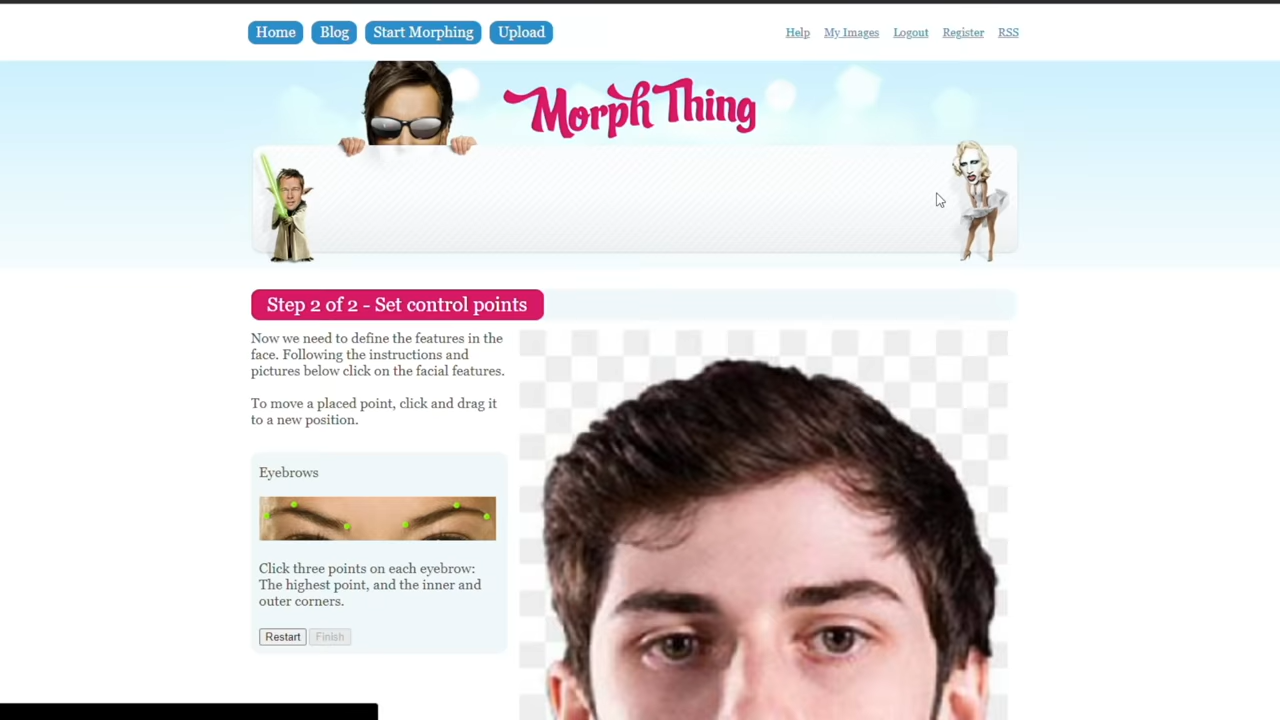 Home Blog Start Morphing Upload Help My Images Logout Register RSS
Morph Thing
Step 2 of 2 - Set control points
Now we need to define the features in the
face. Following the instructions and
pictures below click on the facial features.
To move a placed point, click and drag it
to a new position.
Eyebrows
Click three points on each eyebrow:
The highest point, and the inner and
outer corners.
Restart Finish